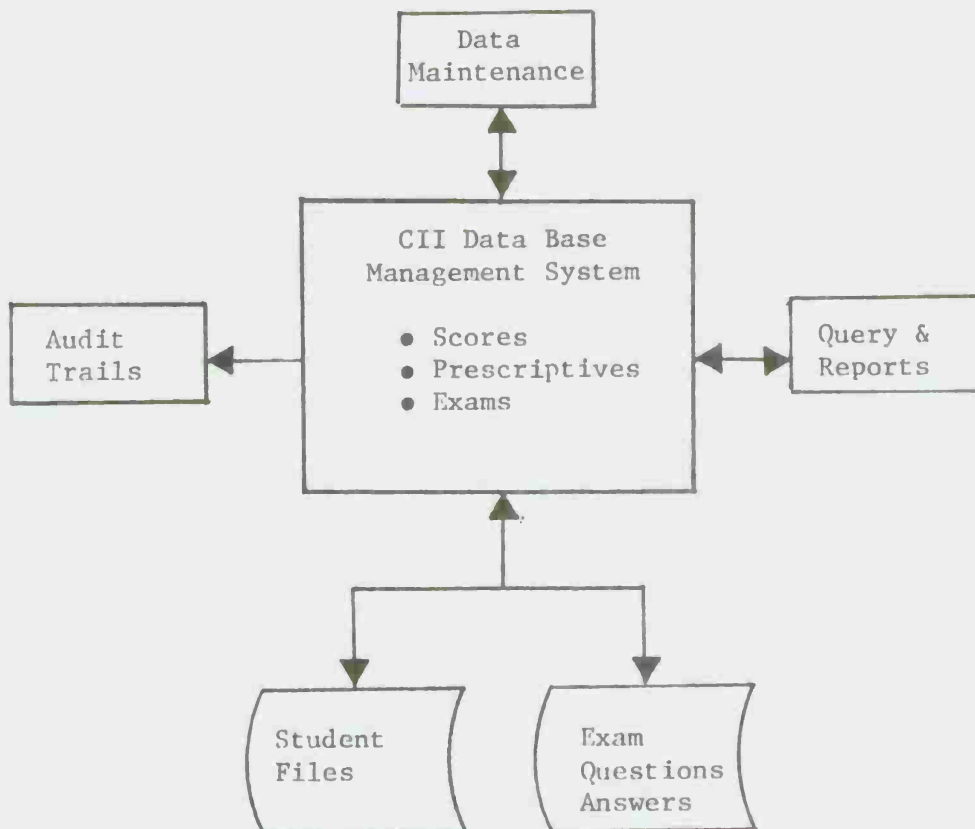 Data
Maintenance
CII Data Base
Management System
● Scores
● Prescriptives
● Exams
Audit
Trails
Query &
Reports
Student
Files
Exam
Questions
Answers